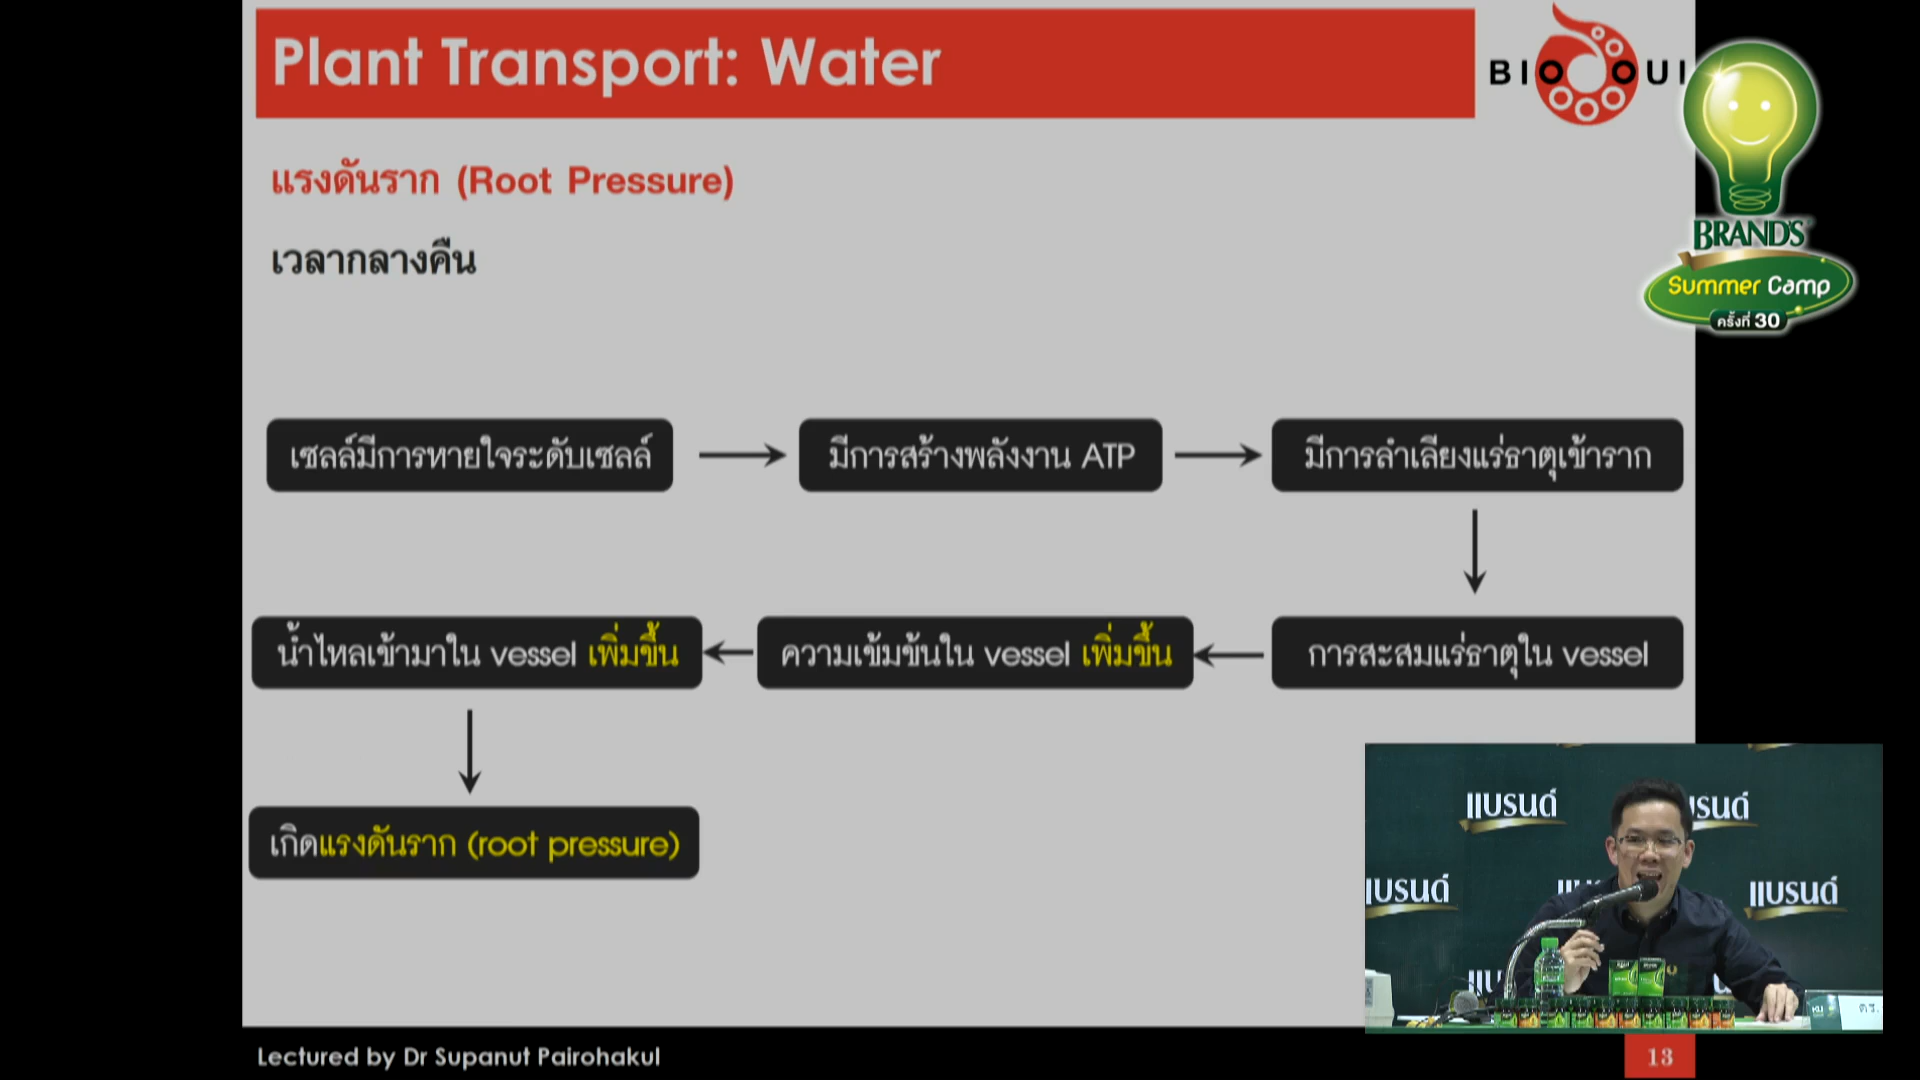 Plant Transport: Water
BIO OUI
แรงดันราก (Root Pressure)
เวลากลางคืน
BRAND'S
Summer Camp
ครั้งที่ 30
เซลล์มีการหายใจระดับเซลล์
มีการสร้างพลังงาน ATP
มีการลำเลียงแร่ธาตุเข้าราก
น้ำไหลเข้ามาใน vessel เพิ่มขึ้น
ความเข้มข้นใน vessel เพิ่มขึ้น
การสะสมแร่ธาตุใน vessel
เกิดแรงดันราก (root pressure)
แบรนด์
แบรนด์
ดร.
Lectured by Dr Supanut Pairohakul
13